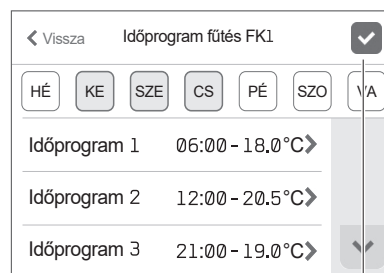 Vissza Időprogram fűtés FK1
HÉ KE SZE CS PÉ SZO VA
Időprogram 1 06:00 - 18.0°C
Időprogram 2 12:00 - 20.5°C
Időprogram 3 21:00 - 19.0°C